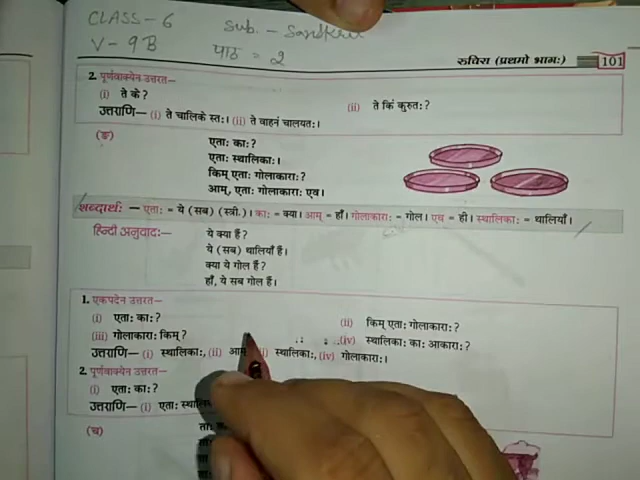 CLASS - 6
Sub. - Sanskrit
V - 9 B
पाठ = 2
रुचिरा (प्रथमो भागः) 101
2. पूर्णवाक्येन उत्तरत—
(i) ते के?
(ii) ते किं कुरुतः?
उत्तराणि—(i) ते चालिके स्तः। (ii) ते वाहनं चालयतः।
(ङ)
एताः काः?
एताः स्थालिकाः।
किम् एताः गोलाकाराः?
आम्, एताः गोलाकाराः एव।
शब्दार्थः — एताः = ये (सब) (स्त्री.)। काः = क्या। आम् = हाँ। गोलाकाराः - गोल। एव = ही। स्थालिकाः = थालियाँ।
हिन्दी अनुवादः—
ये क्या हैं?
ये (सब) थालियाँ हैं।
क्या ये गोल हैं?
हाँ, ये सब गोल हैं।
1. एकपदेन उत्तरत—
(i) एताः काः?
(ii) किम् एताः गोलाकाराः?
(iii) गोलाकाराः किम्?
(iv) स्थालिकाः काः आकाराः?
उत्तराणि—(i) स्थालिकाः, (ii) आम् स्थालिकाः, (iv) गोलाकाराः।
2. पूर्णवाक्येन उत्तरत—
(i) एताः काः?
उत्तराणि—(i) एताः
(च)